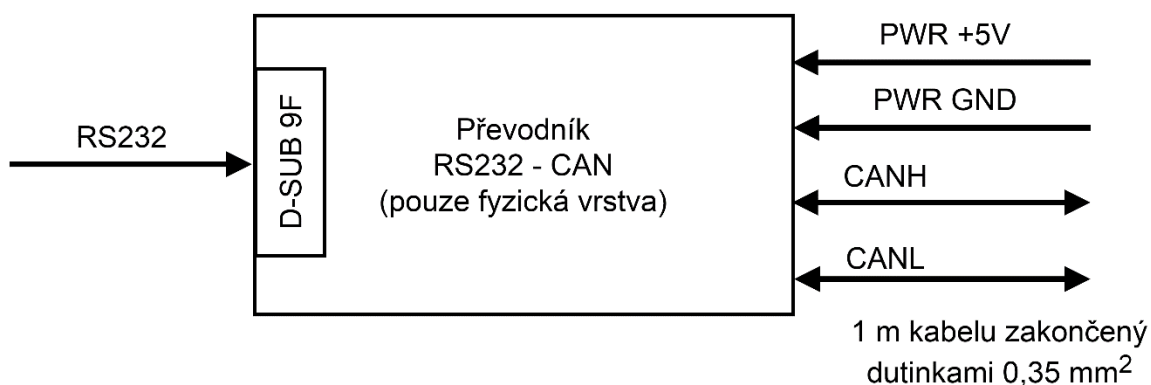 RS232
D-SUB 9F
Převodník
RS232 - CAN
(pouze fyzická vrstva)
PWR +5V
PWR GND
CANH
CANL
1 m kabelu zakončený
dutinkami 0,35 mm²